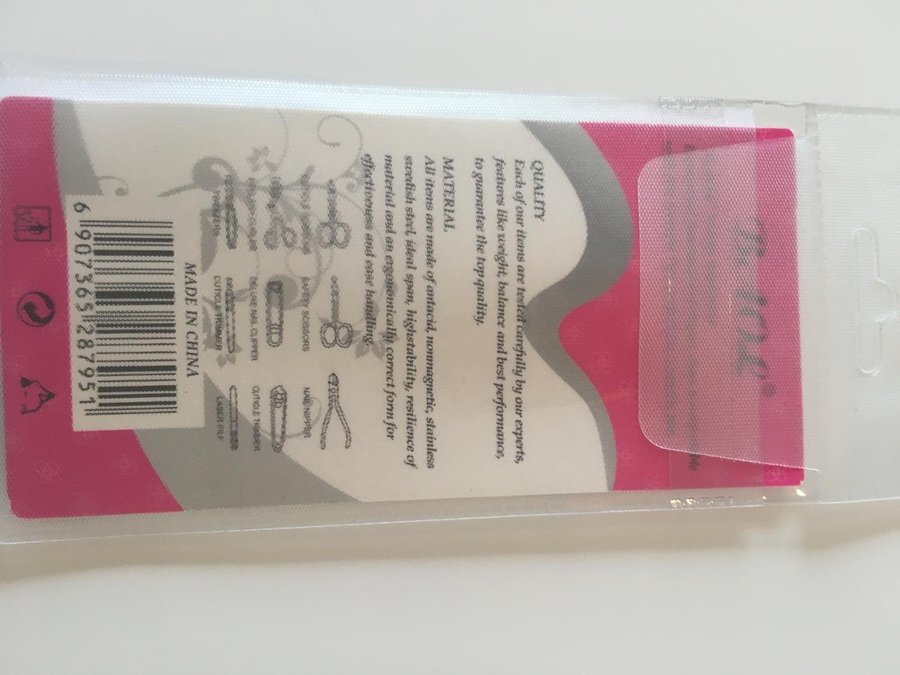 QUALITY
Each of our items are tested carefully by our experts,
features like weight, balance and best performance,
to guarantee the top quality.
MATERIAL
All items are made of antacid, nonmagnetic, stainless
swedish steel, ideal span, highstability, resilience of
material and an ergonomically correct form for
effectiveness and ease handling.
NAIL NIPPER
SAFETY SCISSORS
DELUXE NAIL CLIPPER
CUTICLE TRIMMER
CUTICLE TRIMMER
LASER FILE
MADE IN CHINA
6 907365 287951